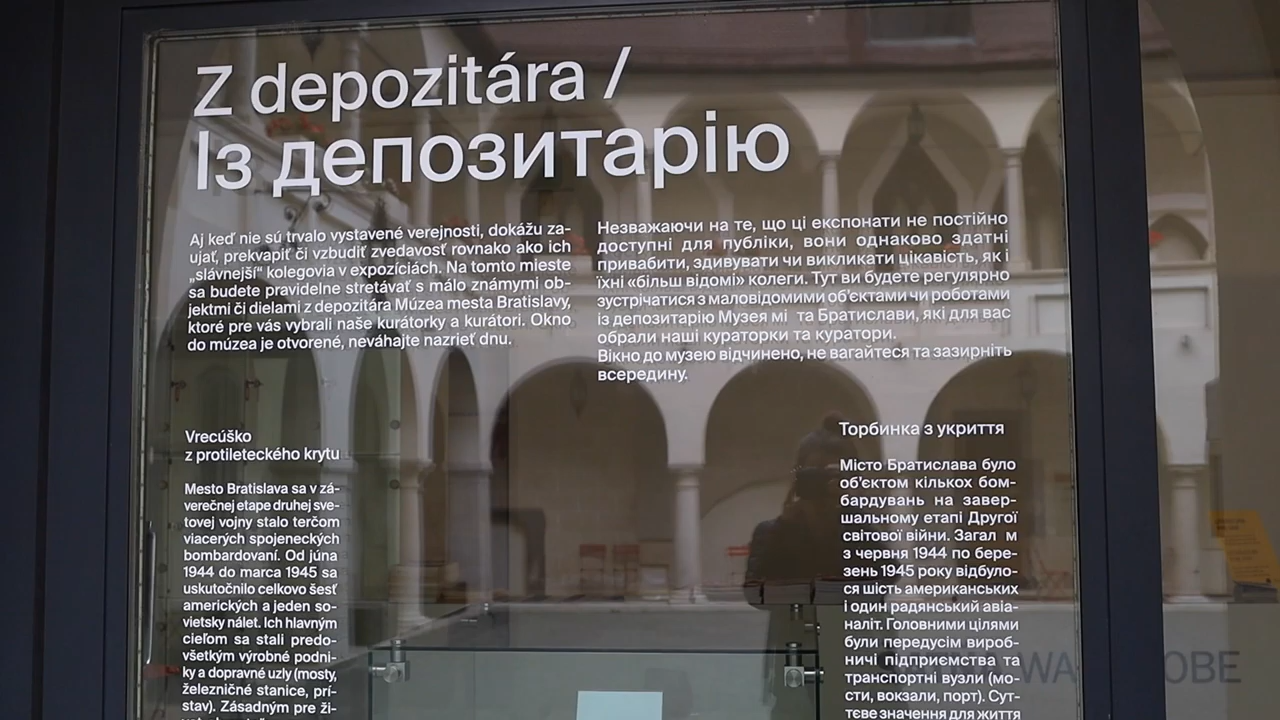 Z depozitára /
Із депозитарію
Aj keď nie sú trvalo vystavené verejnosti, dokážu za-
ujať, prekvapiť či vzbudiť zvedavosť rovnako ako ich
„slávnejší“ kolegovia v expozíciách. Na tomto mieste
sa budete pravidelne stretávať s málo známymi ob-
jektmi či dielami z depozitára Múzea mesta Bratislavy,
ktoré pre vás vybrali naše kurátorky a kurátori. Okno
do múzea je otvorené, neváhajte nazrieť dnu.
Незважаючи на те, що ці експонати не постійно
доступні для публіки, вони однаково здатні
привабити, здивувати чи викликати цікавість, як і
їхні «більш відомі» колеги. Тут ви будете регулярно
зустрічатися з маловідомими об’єктами чи роботами
із депозитарію Музея мі та Братислави, які для вас
обрали наші кураторки та куратори.
Вікно до музею відчинено, не вагайтеся та зазирніть
всередину.
Vrecúško
z protileteckého krytu
Mesto Bratislava sa v zá-
verečnej etape druhej sve-
tovej vojny stalo terčom
viacerých spojeneckých
bombardovaní. Od júna
1944 do marca 1945 sa
uskutočnilo celkovo šesť
amerických a jeden so-
vietsky nálet. Ich hlavným
cieľom sa stali predo-
všetkým výrobné podni-
ky a dopravné uzly (mosty,
železničné stanice, prí-
stav). Zásadným pre ži-
Торбинка з укриття
Місто Братислава було
об’єктом кількох бом-
бардувань на завер-
шальному етапі Другої
світової війни. Загал м
з червня 1944 по бере-
зень 1945 року відбуло-
ся шість американських
і один радянський авіа-
наліт. Головними цілями
були передусім вироб-
ничі підприємства та
транспортні вузли (мо-
сти, вокзали, порт). Сут-
тєве значення для життя